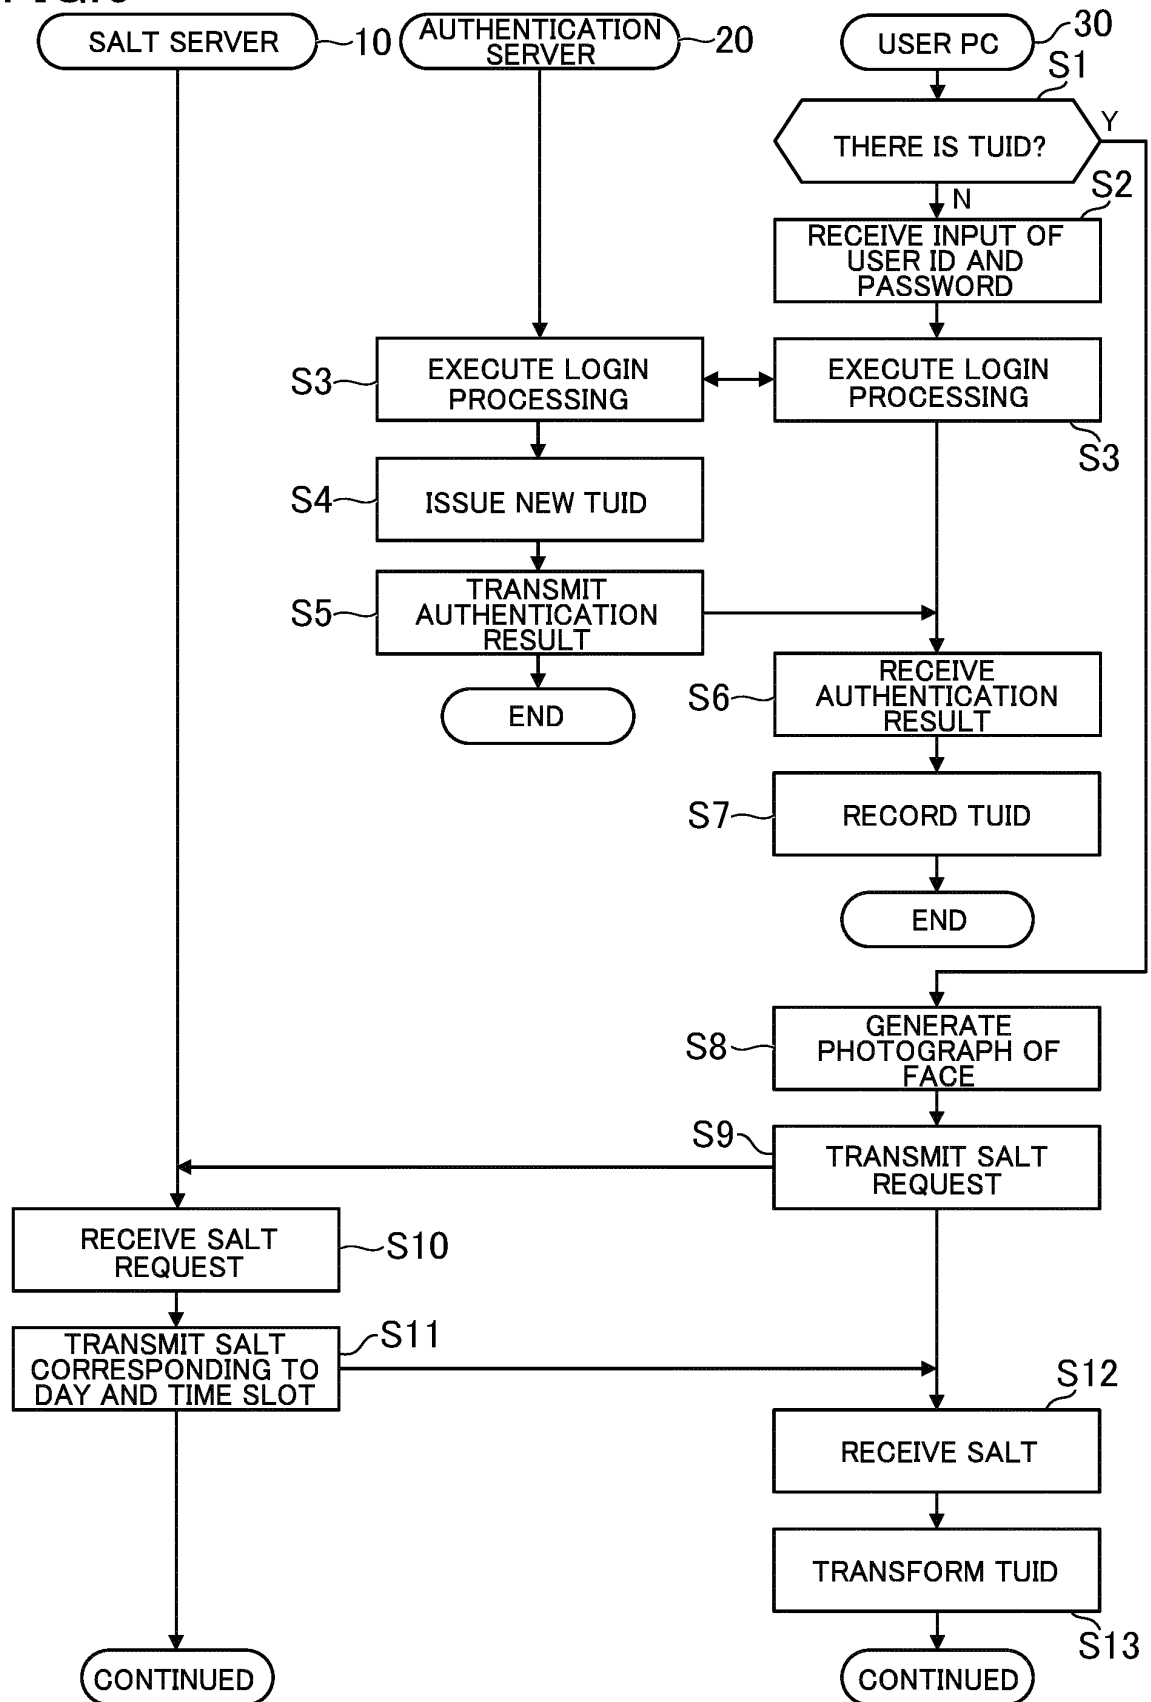 SALT SERVER
10
AUTHENTICATION
SERVER
20
USER PC
30
S1
THERE IS TUID?
Y
N
S2
RECEIVE INPUT OF
USER ID AND
PASSWORD
S3
EXECUTE LOGIN
PROCESSING
EXECUTE LOGIN
PROCESSING
S3
S4
ISSUE NEW TUID
S5
TRANSMIT
AUTHENTICATION
RESULT
END
S6
RECEIVE
AUTHENTICATION
RESULT
S7
RECORD TUID
END
S8
GENERATE
PHOTOGRAPH OF
FACE
S9
TRANSMIT SALT
REQUEST
RECEIVE SALT
REQUEST
S10
TRANSMIT SALT
CORRESPONDING TO
DAY AND TIME SLOT
S11
S12
RECEIVE SALT
TRANSFORM TUID
S13
CONTINUED
CONTINUED